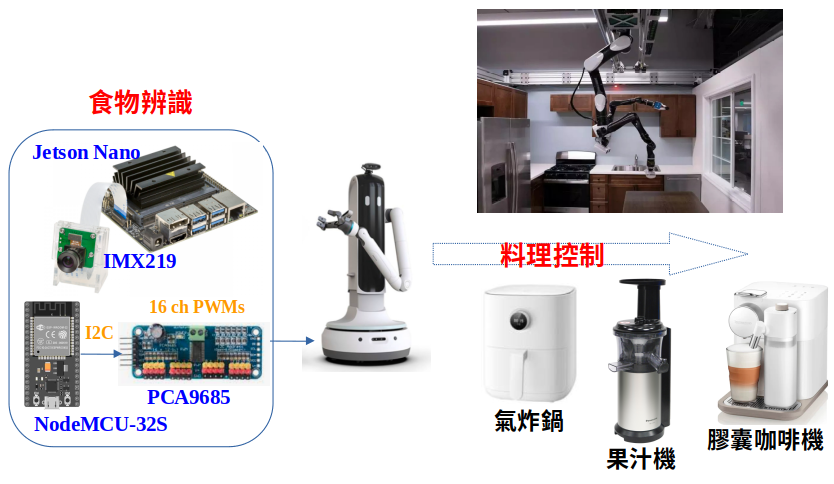 食物辨識
Jetson Nano
IMX219
16 ch PWMs
I2C
PCA9685
NodeMCU-32S
料理控制
氣炸鍋
果汁機
膠囊咖啡機